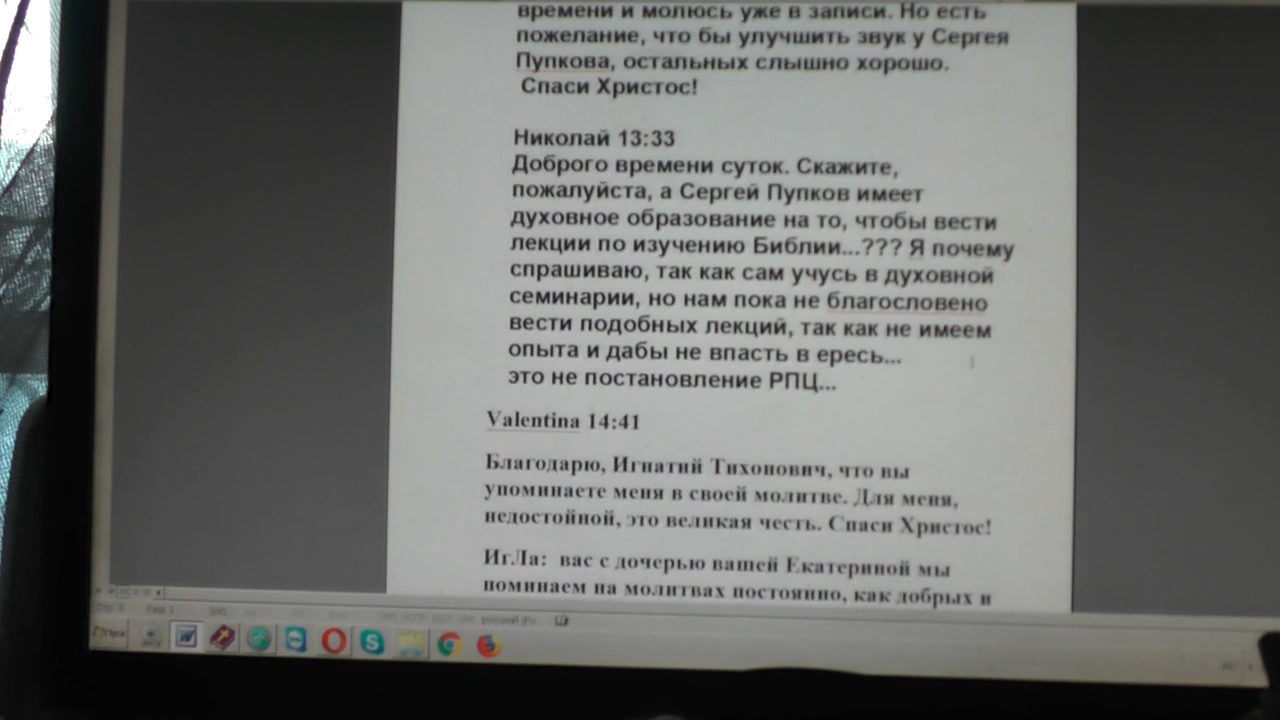 времени и молюсь уже в записи. Но есть
пожелание, что бы улучшить звук у Сергея
Пупкова, остальных слышно хорошо.
Спаси Христос!
Николай 13:33
Доброго времени суток. Скажите,
пожалуйста, а Сергей Пупков имеет
духовное образование на то, чтобы вести
лекции по изучению Библии...??? Я почему
спрашиваю, так как сам учусь в духовной
семинарии, но нам пока не благословено
вести подобных лекций, так как не имеем
опыта и дабы не впасть в ересь...
это не постановление РПЦ...
Valentina 14:41
Благодарю, Игнатий Тихонович, что вы
упоминаете меня в своей молитве. Для меня,
недостойной, это великая честь. Спаси Христос!
ИгЛа: вас с дочерью вашей Екатериной мы
поминаем на молитвах постоянно, как добрых и